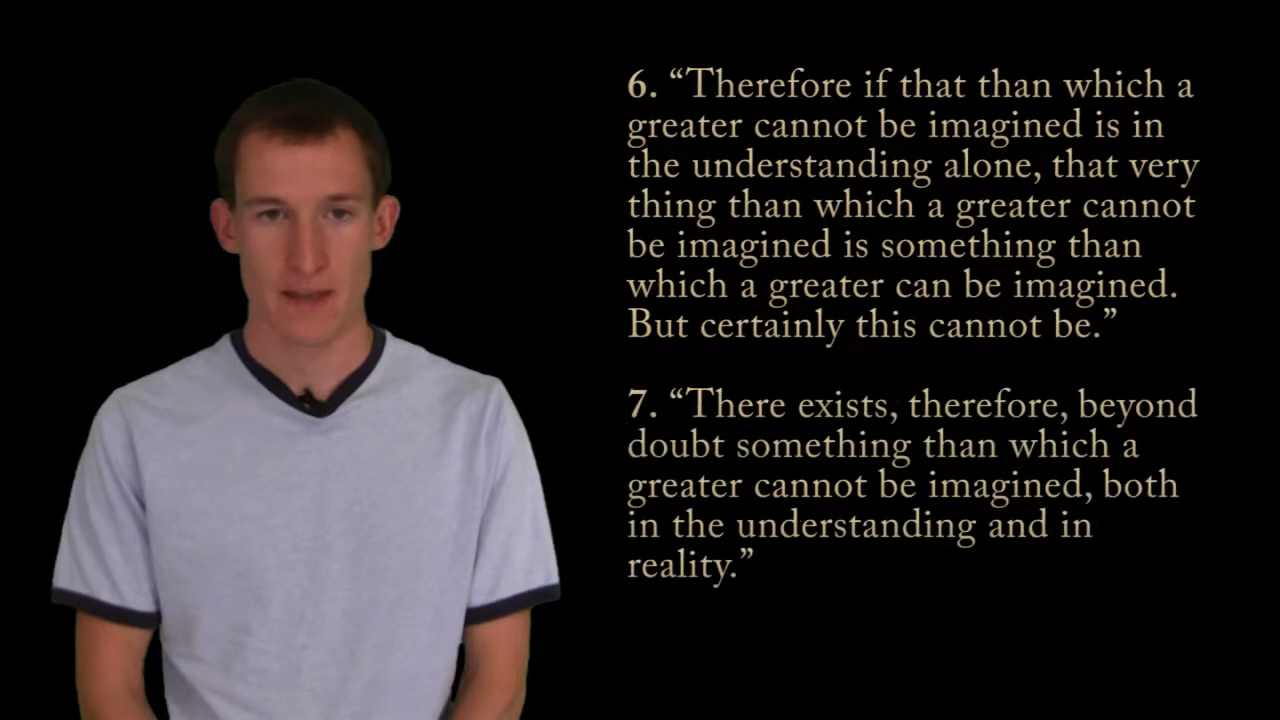 6. “Therefore if that than which a
greater cannot be imagined is in
the understanding alone, that very
thing than which a greater cannot
be imagined is something than
which a greater can be imagined.
But certainly this cannot be.”
7. “There exists, therefore, beyond
doubt something than which a
greater cannot be imagined, both
in the understanding and in
reality.”